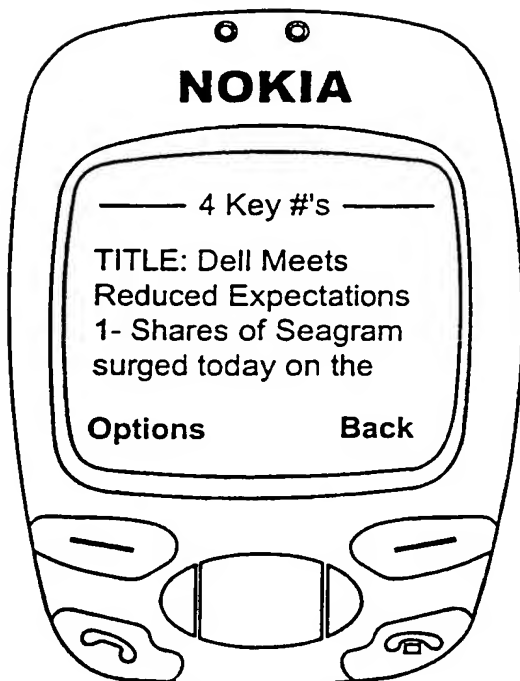 NOKIA
4 Key #'s
TITLE: Dell Meets
Reduced Expectations
1- Shares of Seagram
surged today on the
Options Back